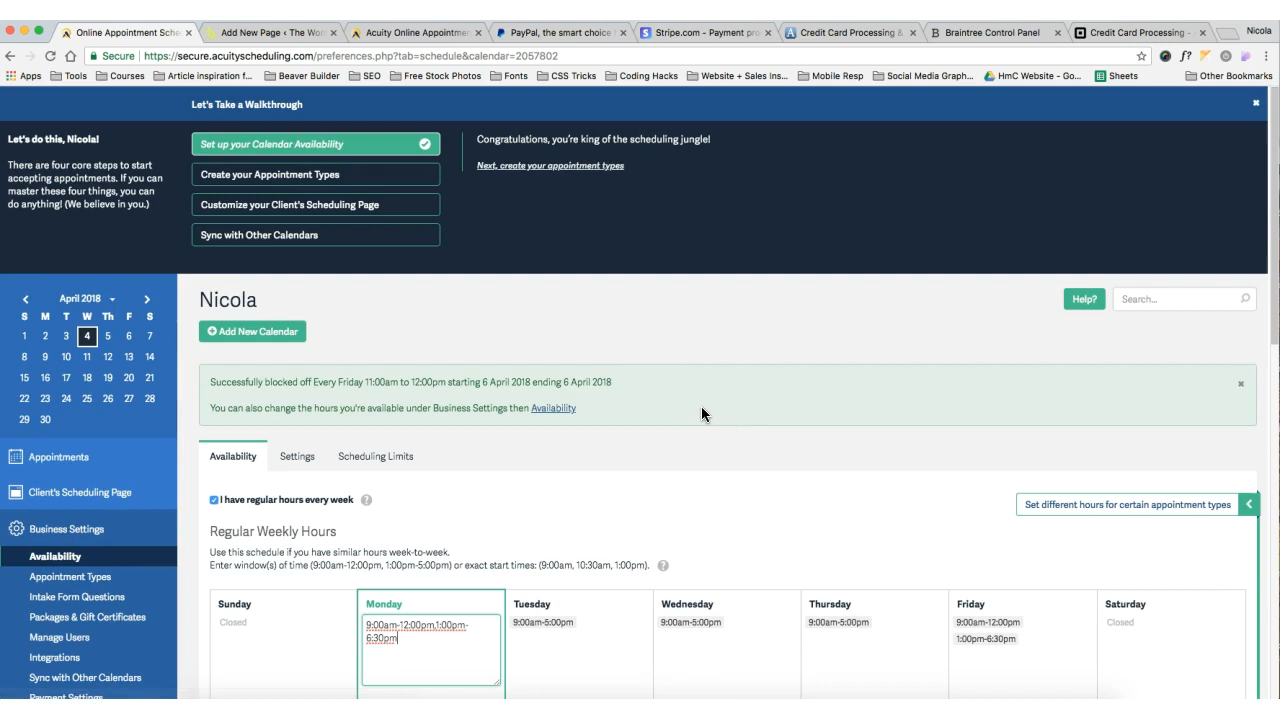 Online Appointment Sche
Add New Page ‹ The Wor
Acuity Online Appointmen
PayPal, the smart choice
Stripe.com - Payment pro
Credit Card Processing &
Braintree Control Panel
Credit Card Processing -
Nicola
Secure
https://secure.acuityscheduling.com/preferences.php?tab=schedule&calendar=2057802
Apps
Tools
Courses
Article inspiration f...
Beaver Builder
SEO
Free Stock Photos
Fonts
CSS Tricks
Coding Hacks
Website + Sales Ins...
Mobile Resp
Social Media Graph...
HmC Website - Go...
Sheets
Other Bookmarks
Let's Take a Walkthrough
Let's do this, Nicola!
There are four core steps to start
accepting appointments. If you can
master these four things, you can
do anything! (We believe in you.)
Set up your Calendar Availability
Create your Appointment Types
Customize your Client's Scheduling Page
Sync with Other Calendars
Congratulations, you're king of the scheduling jungle!
Next, create your appointment types
April 2018
S M T W Th F S
1 2 3 4 5 6 7
8 9 10 11 12 13 14
15 16 17 18 19 20 21
22 23 24 25 26 27 28
29 30
Appointments
Client's Scheduling Page
Business Settings
Availability
Appointment Types
Intake Form Questions
Packages & Gift Certificates
Manage Users
Integrations
Sync with Other Calendars
Payment Settings
Nicola
Help?
Search...
Add New Calendar
Successfully blocked off Every Friday 11:00am to 12:00pm starting 6 April 2018 ending 6 April 2018
You can also change the hours you're available under Business Settings then Availability
Availability
Settings
Scheduling Limits
I have regular hours every week
Set different hours for certain appointment types
Regular Weekly Hours
Use this schedule if you have similar hours week-to-week.
Enter window(s) of time (9:00am-12:00pm, 1:00pm-5:00pm) or exact start times: (9:00am, 10:30am, 1:00pm).
Sunday
Closed
Monday
9:00am-12:00pm,1:00pm-
6:30pm
Tuesday
9:00am-5:00pm
Wednesday
9:00am-5:00pm
Thursday
9:00am-5:00pm
Friday
9:00am-12:00pm
1:00pm-6:30pm
Saturday
Closed